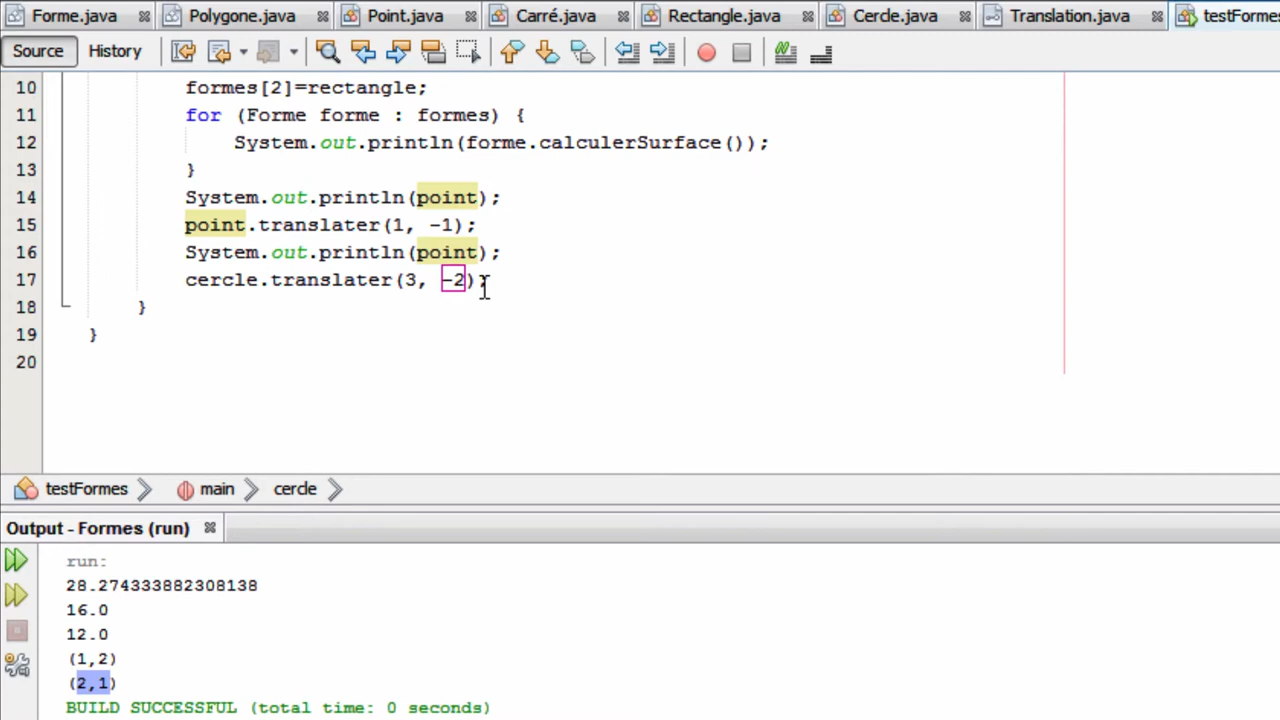 Forme.java Polygone.java Point.java Carré.java Rectangle.java Cercle.java Translation.java testFormes
Source History
10 formes[2]=rectangle;
11 for (Forme forme : formes) {
12 System.out.println(forme.calculerSurface());
13 }
14 System.out.println(point);
15 point.translater(1, -1);
16 System.out.println(point);
17 cercle.translater(3, -2);
18 }
19 }
20
testFormes main cercle
Output - Formes (run)
run:
28.274333882308138
16.0
12.0
(1,2)
(2,1)
BUILD SUCCESSFUL (total time: 0 seconds)